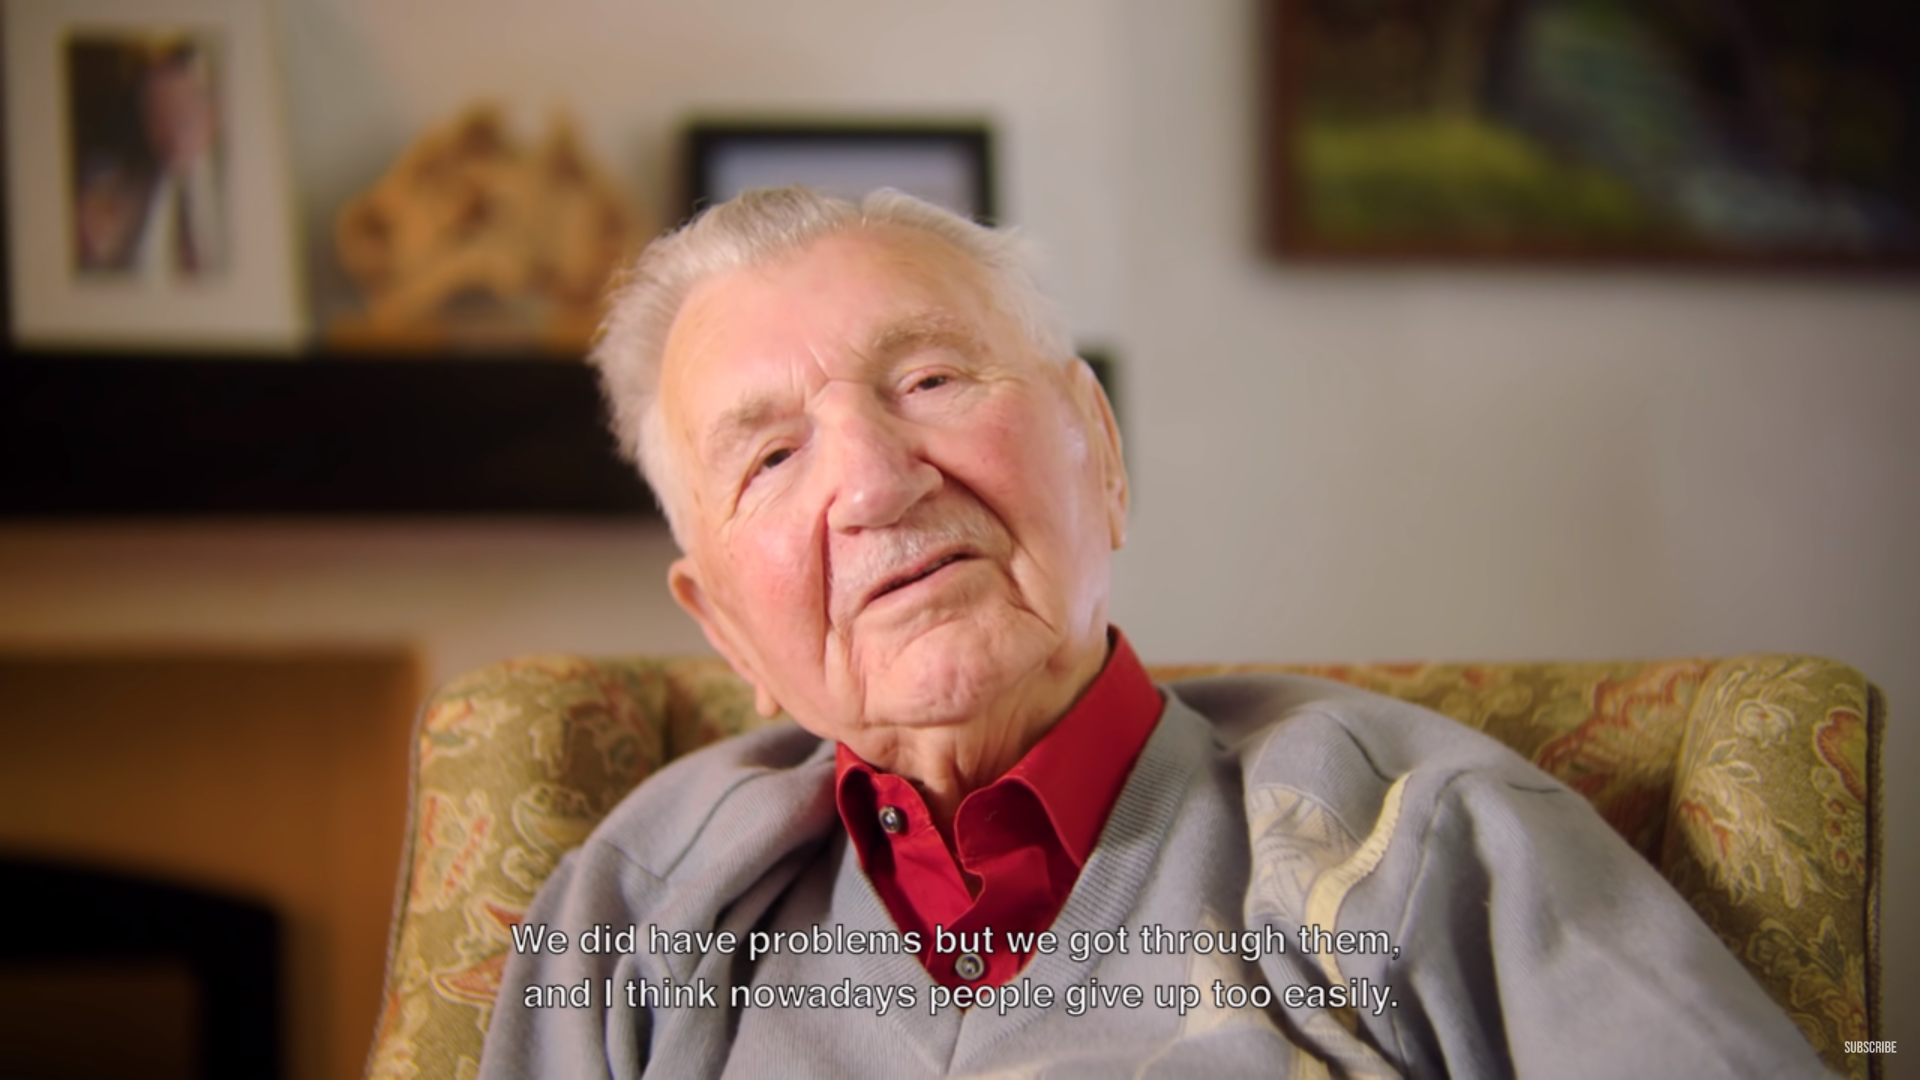 We did have problems but we got through them,
and I think nowadays people give up too easily.
SUBSCRIBE